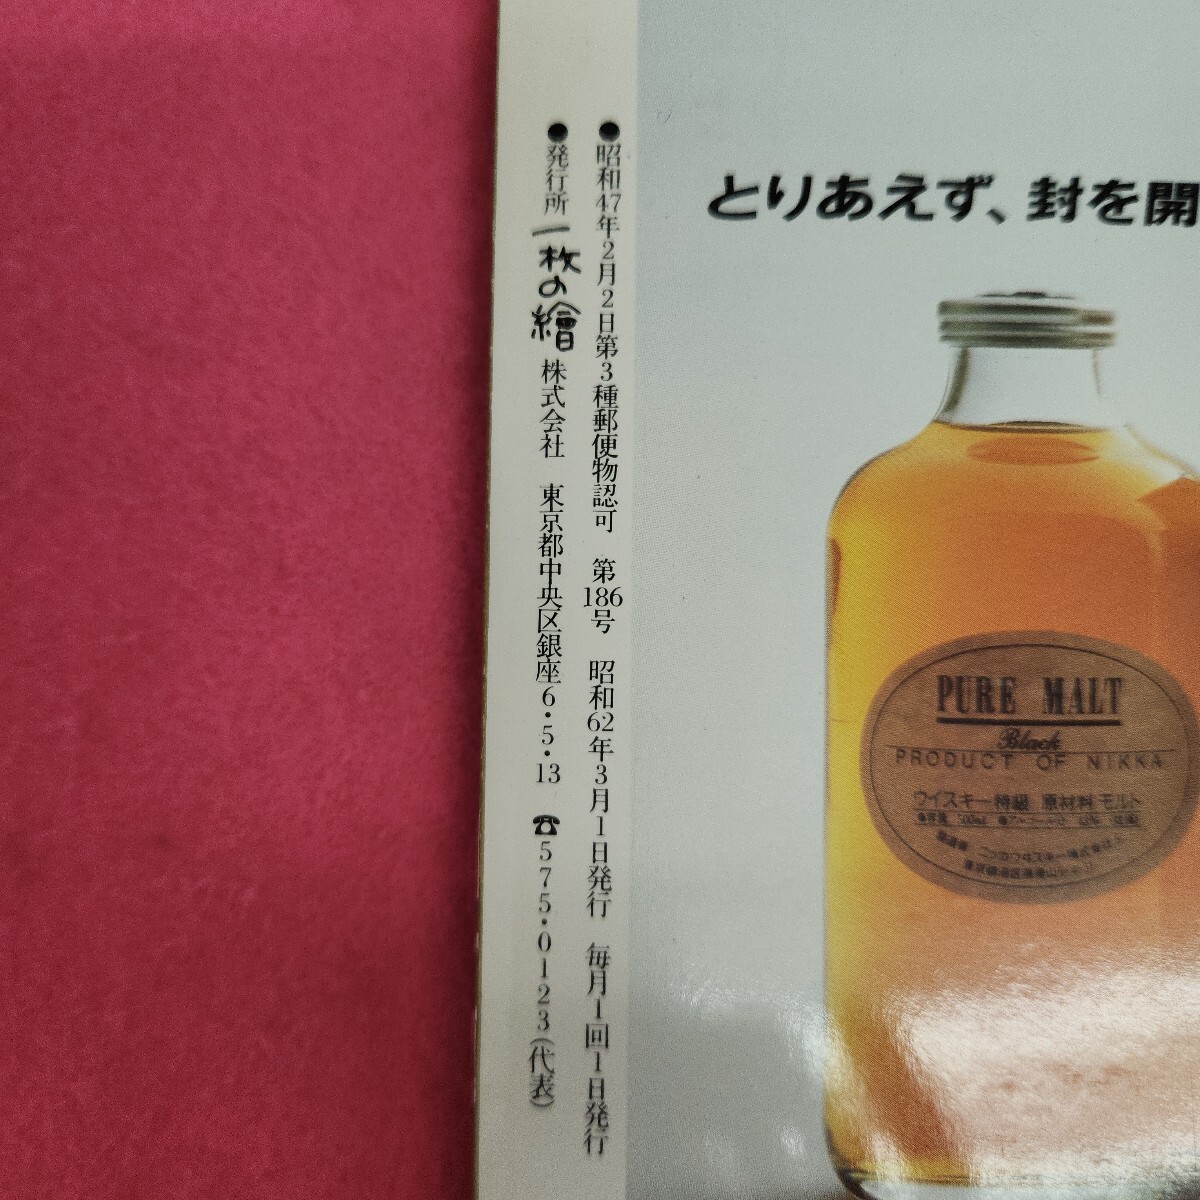 ●昭和47年2月2日第3種郵便物認可　第186号　昭和62年3月1日発行　毎月1回1日発行
●発行所 一枚の繪 株式会社　東京都中央区銀座6・5・13　☎575・0123(代表)
とりあえず、封を開
PURE MALT
Black
PRODUCT OF NIKKA
ウイスキー特級 原材料 モルト